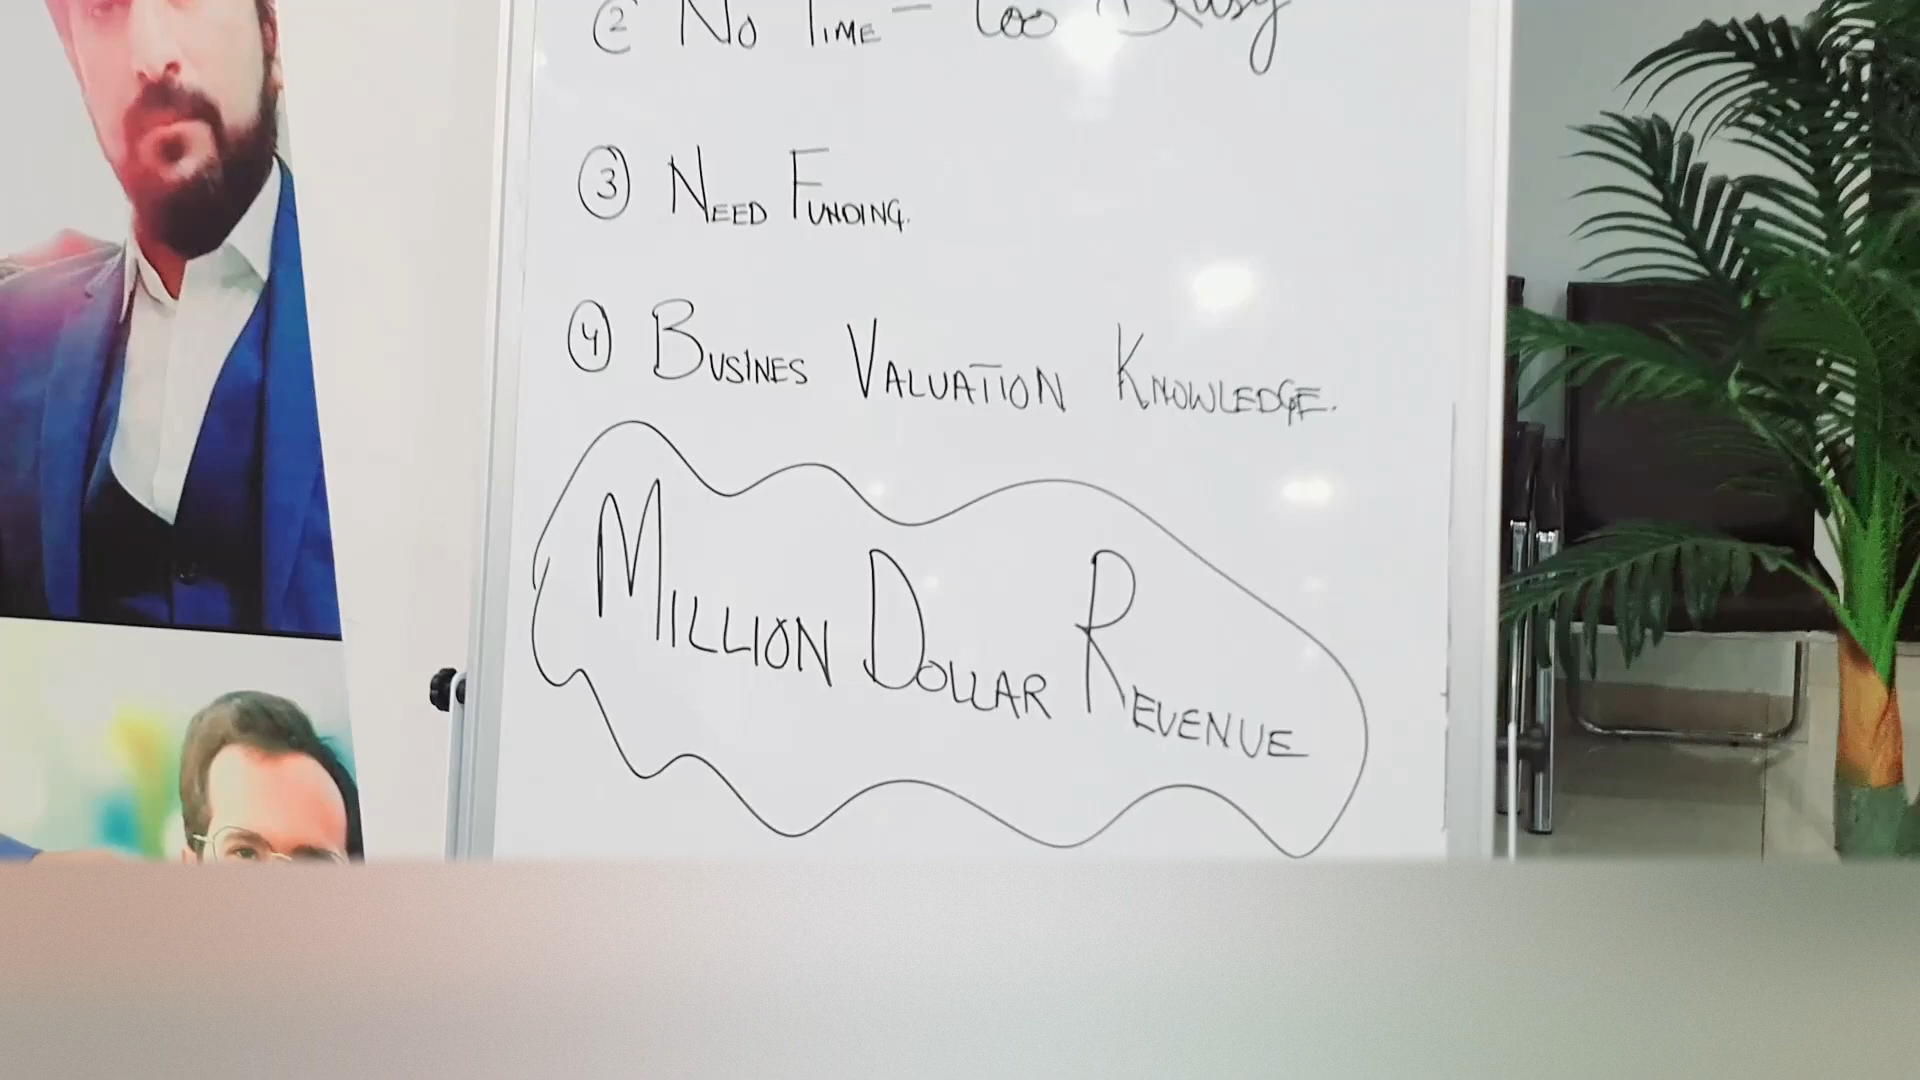 ② No TIME - Too Busy
③ NEED FUNDING.
④ BUSINES VALUATION KNOWLEDGE.
MILLION DOLLAR REVENUE